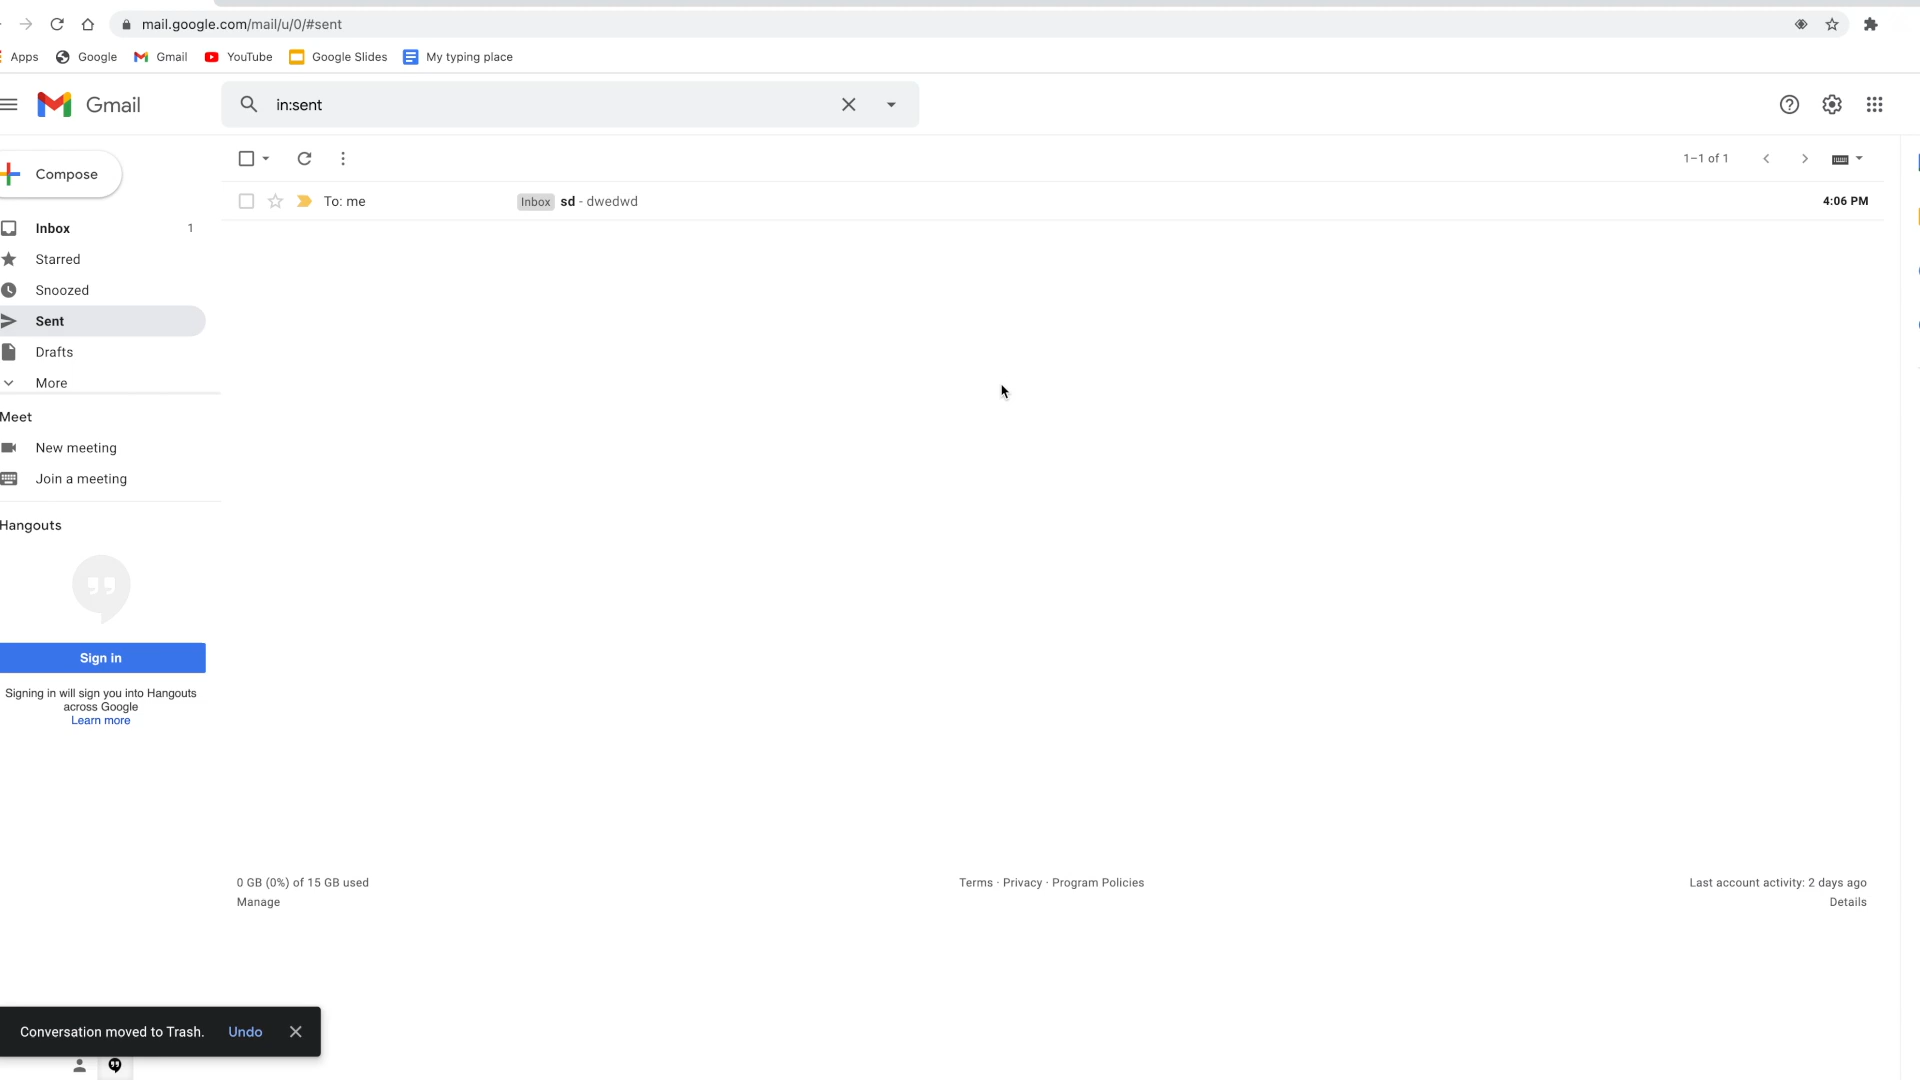 mail.google.com/mail/u/0/#sent
Apps Google Gmail YouTube Google Slides My typing place
Gmail in:sent
Compose 1–1 of 1
To: me Inbox sd - dwedwd 4:06 PM
Inbox 1
Starred
Snoozed
Sent
Drafts
More
Meet
New meeting
Join a meeting
Hangouts
Sign in
Signing in will sign you into Hangouts
across Google
Learn more
0 GB (0%) of 15 GB used Terms · Privacy · Program Policies Last account activity: 2 days ago
Manage Details
Conversation moved to Trash. Undo